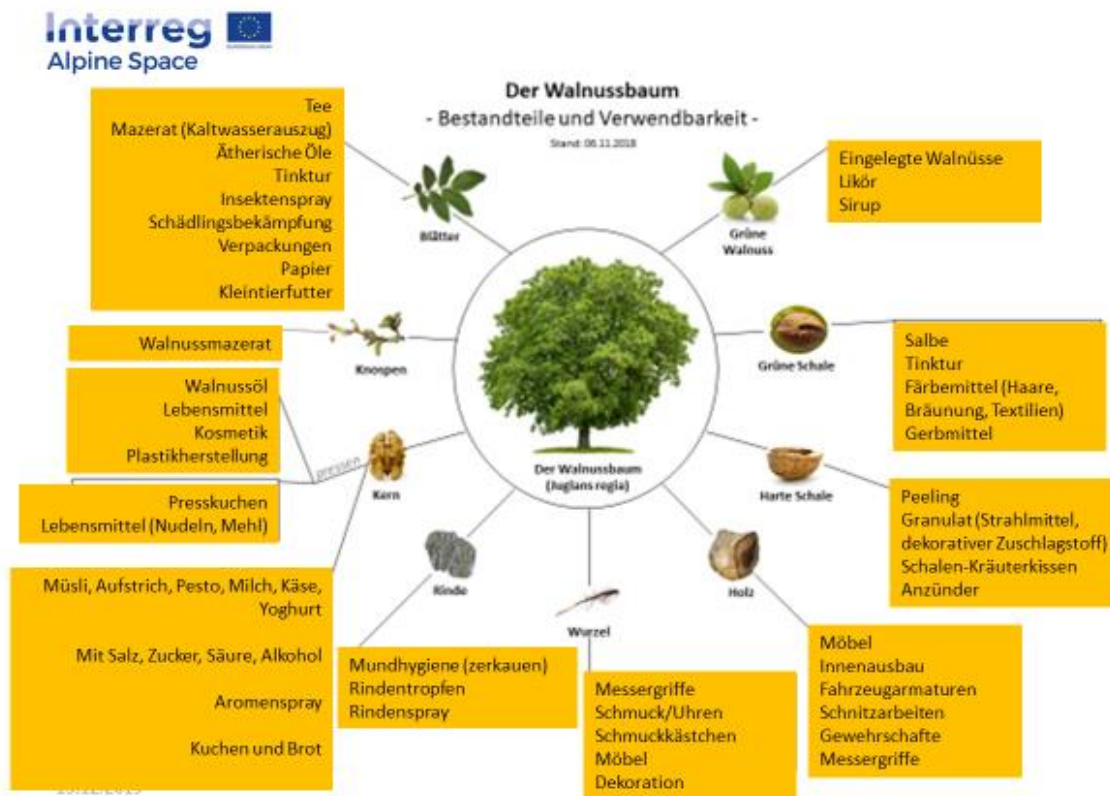 Interreg
Alpine Space
Der Walnussbaum
- Bestandteile und Verwendbarkeit -
Stand: 06.11.2018
Tee
Mazerat (Kaltwasserauszug)
Ätherische Öle
Tinktur
Insektenspray
Schädlingsbekämpfung
Verpackungen
Papier
Kleintierfutter
Blätter
Grüne
Walnuss
Eingelegte Walnüsse
Likör
Sirup
Walnussmazerat
Knospen
Grüne Schale
Salbe
Tinktur
Färbemittel (Haare,
Bräunung, Textilien)
Gerbmittel
Walnussöl
Lebensmittel
Kosmetik
Plastikherstellung
pressen
Kern
Presskuchen
Lebensmittel (Nudeln, Mehl)
Der Walnussbaum
(Juglans regia)
Harte Schale
Peeling
Granulat (Strahlmittel,
dekorativer Zuschlagstoff)
Schalen-Kräuterkissen
Anzünder
Müsli, Aufstrich, Pesto, Milch, Käse,
Yoghurt
Mit Salz, Zucker, Säure, Alkohol
Aromenspray
Kuchen und Brot
Rinde
Mundhygiene (zerkauen)
Rindentropfen
Rindenspray
Wurzel
Messergriffe
Schmuck/Uhren
Schmuckkästchen
Möbel
Dekoration
Holz
Möbel
Innenausbau
Fahrzeugarmaturen
Schnitzarbeiten
Gewehrschafte
Messergriffe